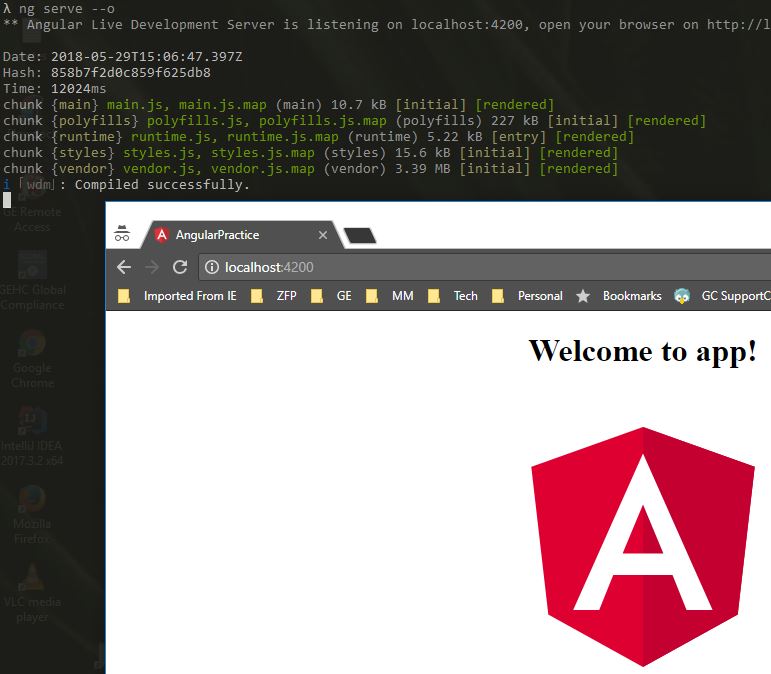 λ ng serve --o
** Angular Live Development Server is listening on localhost:4200, open your browser on http://l
Date: 2018-05-29T15:06:47.397Z
Hash: 858b7f2d0c859f625db8
Time: 12024ms
chunk {main} main.js, main.js.map (main) 10.7 kB [initial] [rendered]
chunk {polyfills} polyfills.js, polyfills.js.map (polyfills) 227 kB [initial] [rendered]
chunk {runtime} runtime.js, runtime.js.map (runtime) 5.22 kB [entry] [rendered]
chunk {styles} styles.js, styles.js.map (styles) 15.6 kB [initial] [rendered]
chunk {vendor} vendor.js, vendor.js.map (vendor) 3.39 MB [initial] [rendered]
i ｢wdm｣: Compiled successfully.
GE Remote
Access
GEHC Global
Compliance
Google
Chrome
IntelliJ IDEA
2017.3.2 x64
Mozilla
Firefox
VLC media
player
AngularPractice
localhost:4200
Imported From IE ZFP GE MM Tech Personal Bookmarks GC SupportC
Welcome to app!
A